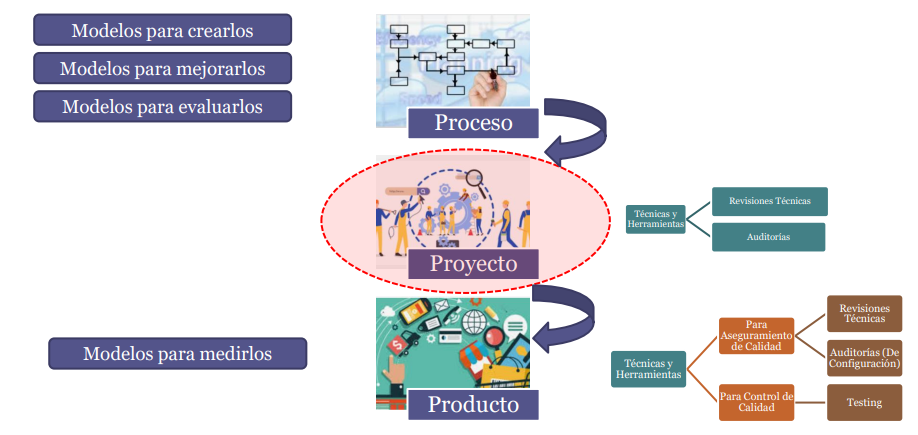 Modelos para crearlos
Modelos para mejorarlos
Modelos para evaluarlos
Proceso
Proyecto
Técnicas y
Herramientas
Revisiones Técnicas
Auditorías
Producto
Modelos para medirlos
Técnicas y
Herramientas
Para
Aseguramiento
de Calidad
Revisiones
Técnicas
Auditorías (De
Configuración)
Para Control de
Calidad
Testing